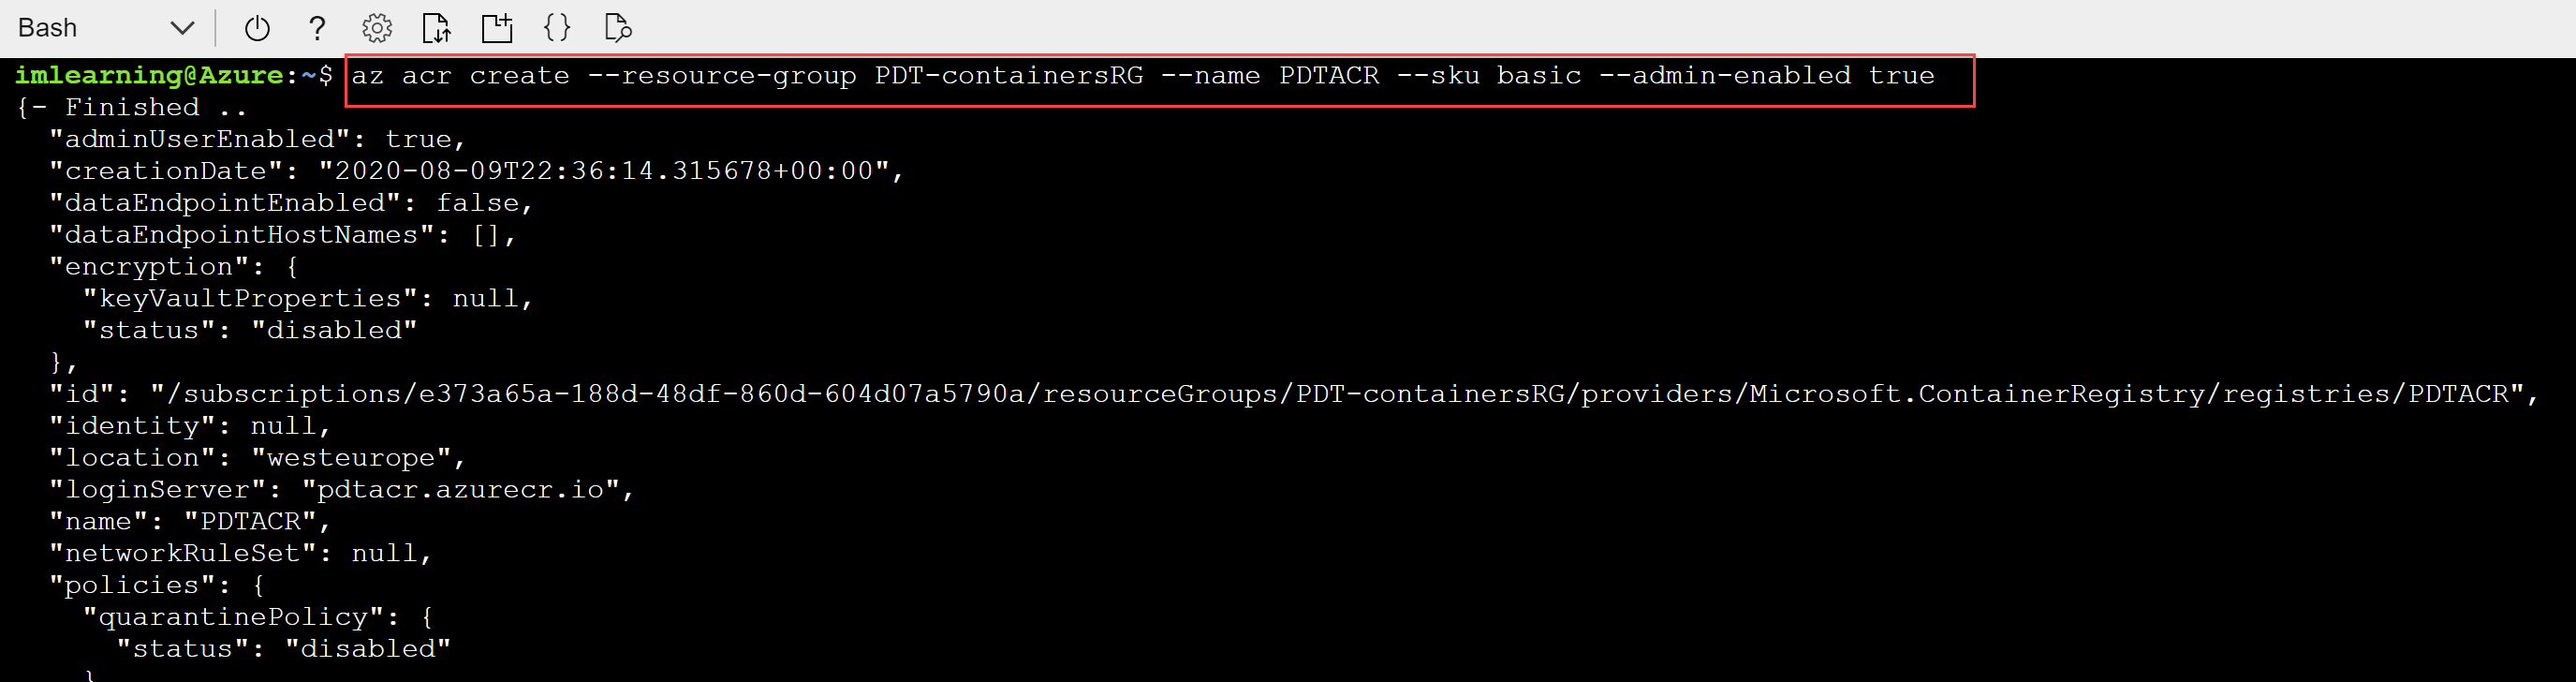 Bash
imlearning@Azure:~$ az acr create --resource-group PDT-containersRG --name PDTACR --sku basic --admin-enabled true
{- Finished ..
  "adminUserEnabled": true,
  "creationDate": "2020-08-09T22:36:14.315678+00:00",
  "dataEndpointEnabled": false,
  "dataEndpointHostNames": [],
  "encryption": {
    "keyVaultProperties": null,
    "status": "disabled"
  },
  "id": "/subscriptions/e373a65a-188d-48df-860d-604d07a5790a/resourceGroups/PDT-containersRG/providers/Microsoft.ContainerRegistry/registries/PDTACR",
  "identity": null,
  "location": "westeurope",
  "loginServer": "pdtacr.azurecr.io",
  "name": "PDTACR",
  "networkRuleSet": null,
  "policies": {
    "quarantinePolicy": {
      "status": "disabled"
    }